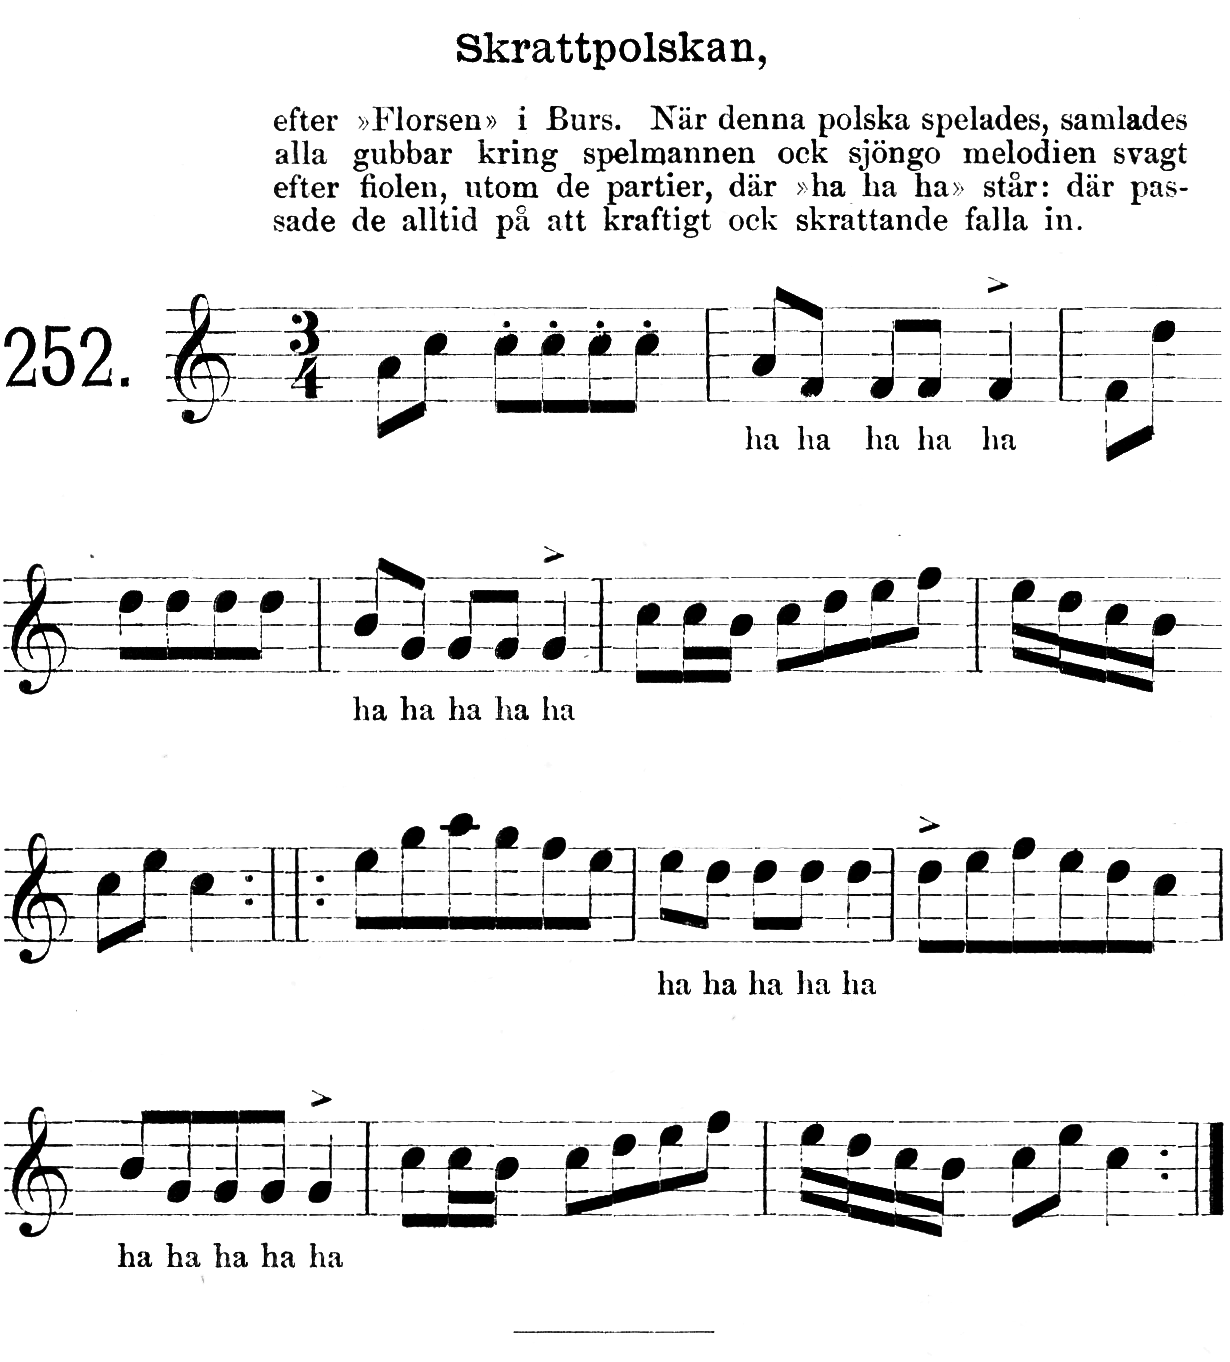 Skrattpolskan,
efter »Florsen» i Burs. När denna polska spelades, samlades
alla gubbar kring spelmannen ock sjöngo melodien svagt
efter fiolen, utom de partier, där »ha ha ha» står: där pas-
sade de alltid på att kraftigt ock skrattande falla in.
252.
3
4
ha ha ha ha ha
ha ha ha ha ha
ha ha ha ha ha
ha ha ha ha ha